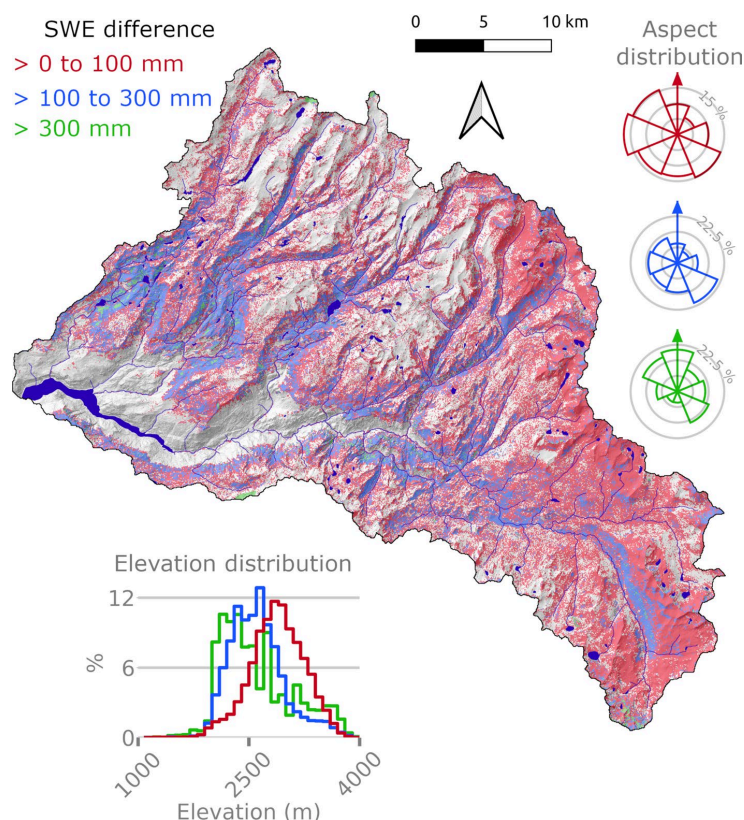 SWE difference
> 0 to 100 mm
> 100 to 300 mm
> 300 mm
0 5 10 km
Aspect
distribution
15 %
22.5 %
22.5 %
Elevation distribution
12
6
0
%
1000 2500 4000
Elevation (m)